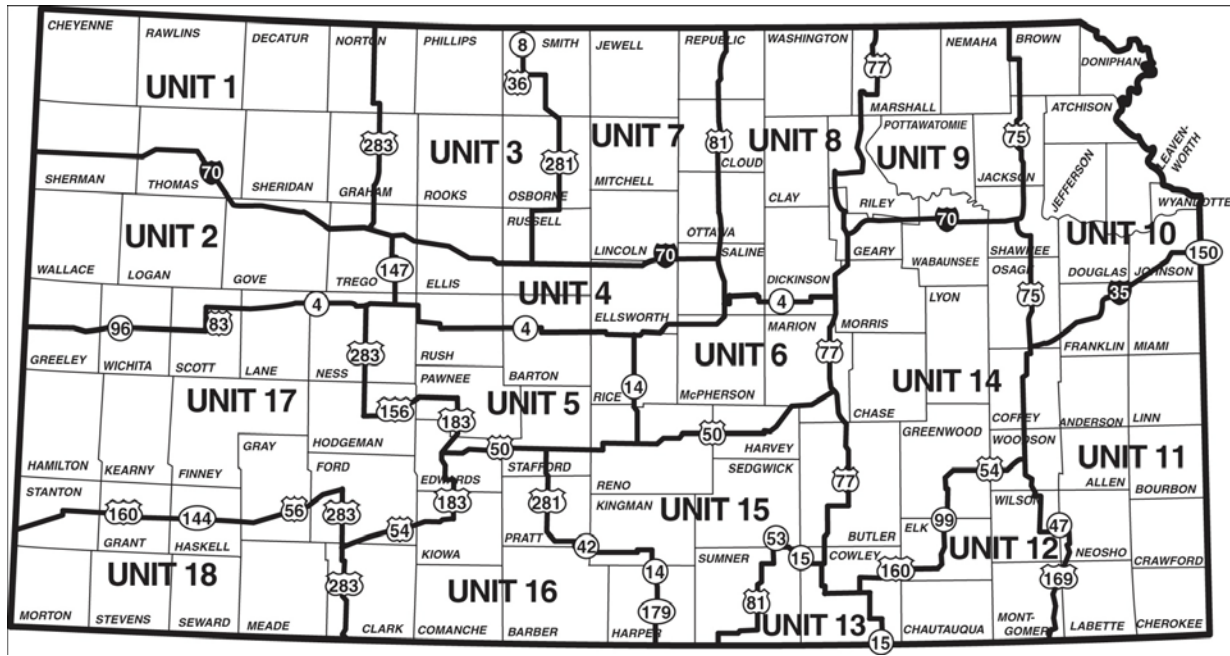 CHEYENNE
RAWLINS
DECATUR
NORTON
PHILLIPS
8
SMITH
JEWELL
REPUBLIC
WASHINGTON
77
NEMAHA
BROWN
DONIPHAN
UNIT 1
36
MARSHALL
ATCHISON
283
UNIT 3
281
UNIT 7
81
UNIT 8
POTTAWATOMIE
UNIT 9
75
LEAVEN-
WORTH
70
CLOUD
JEFFERSON
SHERMAN
THOMAS
SHERIDAN
GRAHAM
ROOKS
OSBORNE
MITCHELL
CLAY
JACKSON
RUSSELL
RILEY
WYANDOTTE
UNIT 2
OTTAWA
70
UNIT 10
LINCOLN
70
SALINE
GEARY
WABAUNSEE
SHAWNEE
150
WALLACE
LOGAN
GOVE
TREGO
147
ELLIS
UNIT 4
DICKINSON
OSAGE
DOUGLAS
JOHNSON
4
ELLSWORTH
4
LYON
75
35
96
83
4
MARION
MORRIS
GREELEY
WICHITA
SCOTT
LANE
NESS
283
RUSH
BARTON
UNIT 6
77
FRANKLIN
MIAMI
UNIT 17
PAWNEE
UNIT 5
RICE
14
McPHERSON
UNIT 14
156
183
CHASE
COFFEY
ANDERSON
LINN
GRAY
HODGEMAN
50
50
HARVEY
GREENWOOD
WOODSON
HAMILTON
KEARNY
FINNEY
FORD
EDWARDS
STAFFORD
RENO
SEDGWICK
77
54
UNIT 11
STANTON
183
281
KINGMAN
UNIT 15
WILSON
ALLEN
BOURBON
160
144
56
283
54
99
47
GRANT
HASKELL
KIOWA
PRATT
42
53
BUTLER
ELK
UNIT 12
NEOSHO
UNIT 18
283
UNIT 16
14
SUMNER
15
COWLEY
160
169
CRAWFORD
179
81
UNIT 13
MORTON
STEVENS
SEWARD
MEADE
CLARK
COMANCHE
BARBER
HARPER
15
CHAUTAUQUA
MONT-
GOMERY
LABETTE
CHEROKEE